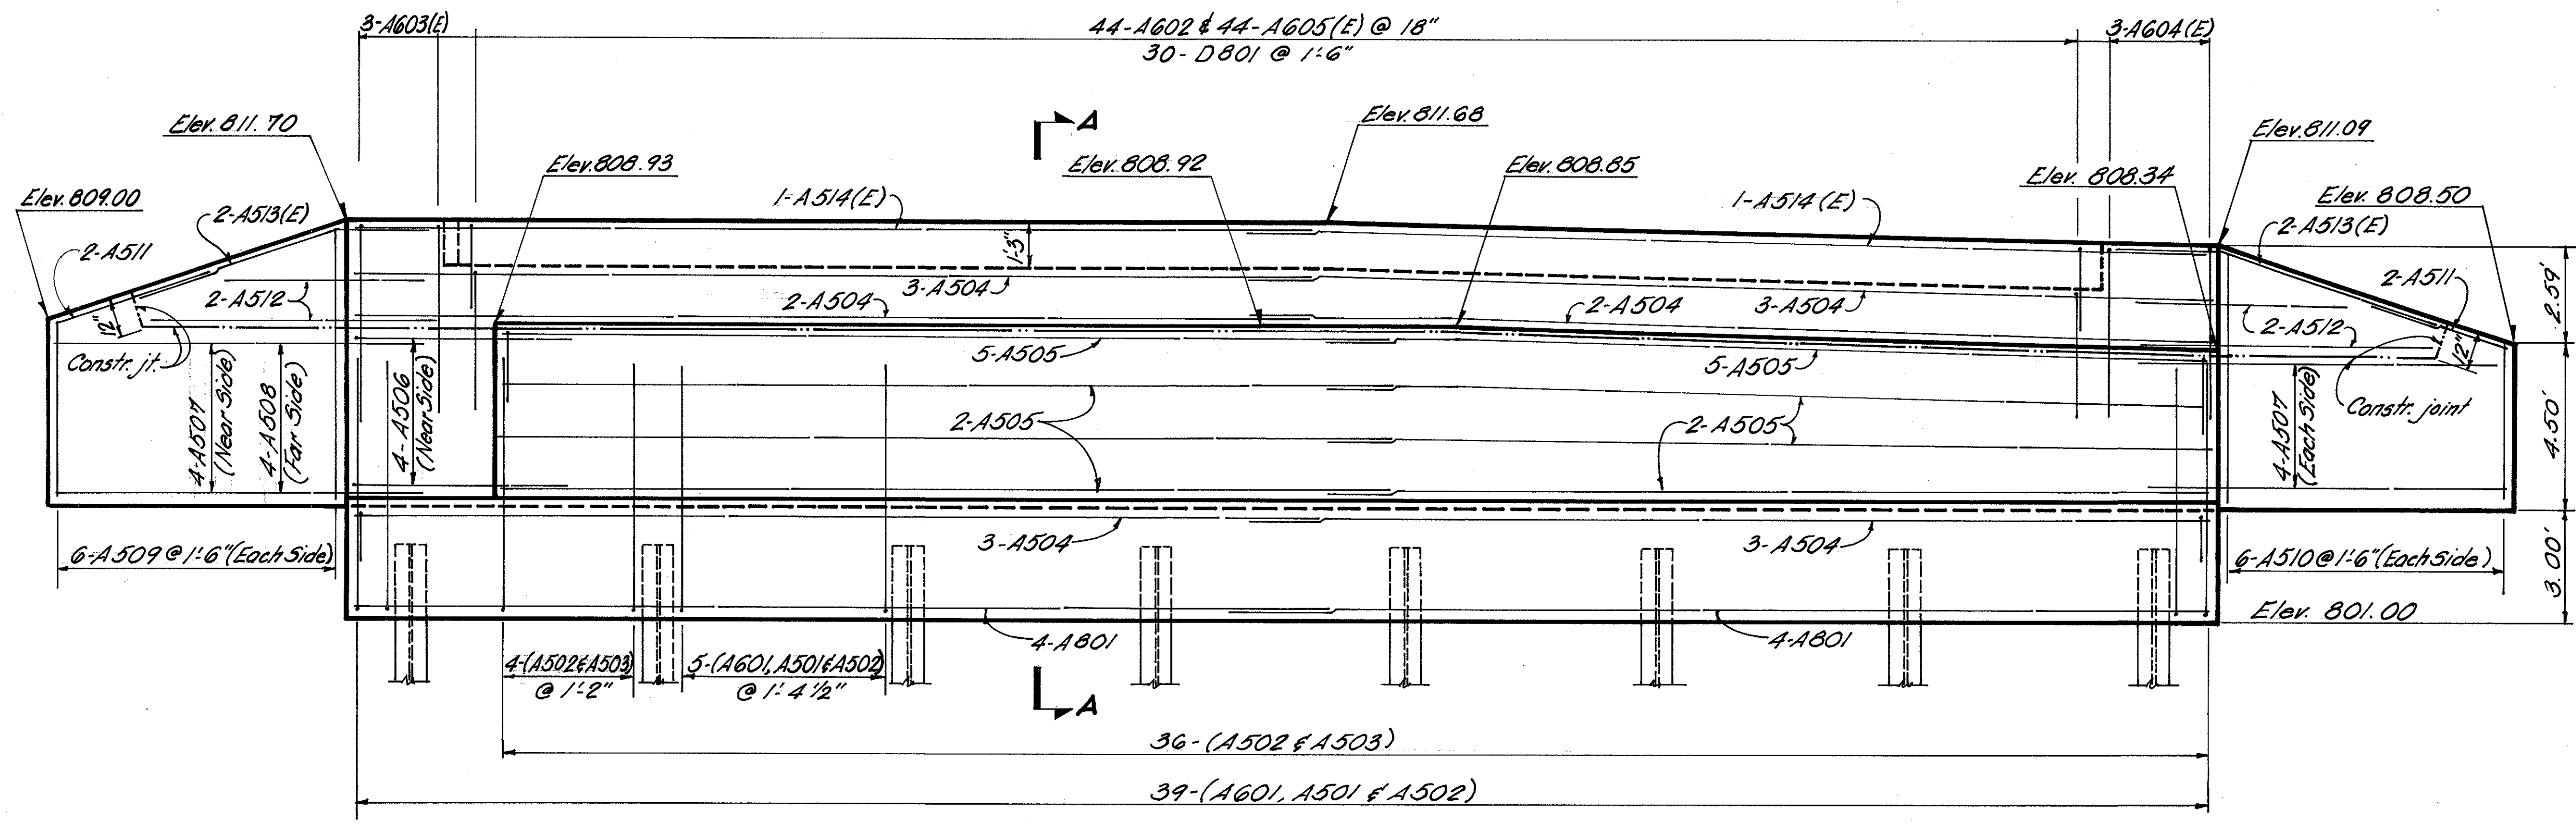 3-A603(E)
44-A602 & 44-A605(E) @ 18"
3-A604(E)
30-D801 @ 1'-6"
A
Elev. 811.70
Elev. 811.68
Elev. 811.09
Elev. 808.93
Elev. 808.92
Elev. 808.85
Elev. 808.34
Elev. 809.00
Elev. 808.50
2-A513(E)
1-A514(E)
1-A514(E)
2-A513(E)
2-A511
1'-3"
2-A511
2-A512
3-A504
2-A504
2-A504
3-A504
2-A512
2.59'
12"
12"
Constr. jt.
5-A505
5-A505
4-A507
(Near Side)
4-A508
(Far Side)
4-A506
(Near Side)
2-A505
2-A505
4-A507
(Each Side)
Constr. joint
4.50'
3-A504
3-A504
6-A509 @ 1'-6" (Each Side)
6-A510 @ 1'-6" (Each Side)
3.00'
Elev. 801.00
4-A801
4-A801
4-(A502 & A503)
@ 1'-2"
5-(A601, A501 & A502)
@ 1'-4 1/2"
A
36-(A502 & A503)
39-(A601, A501 & A502)